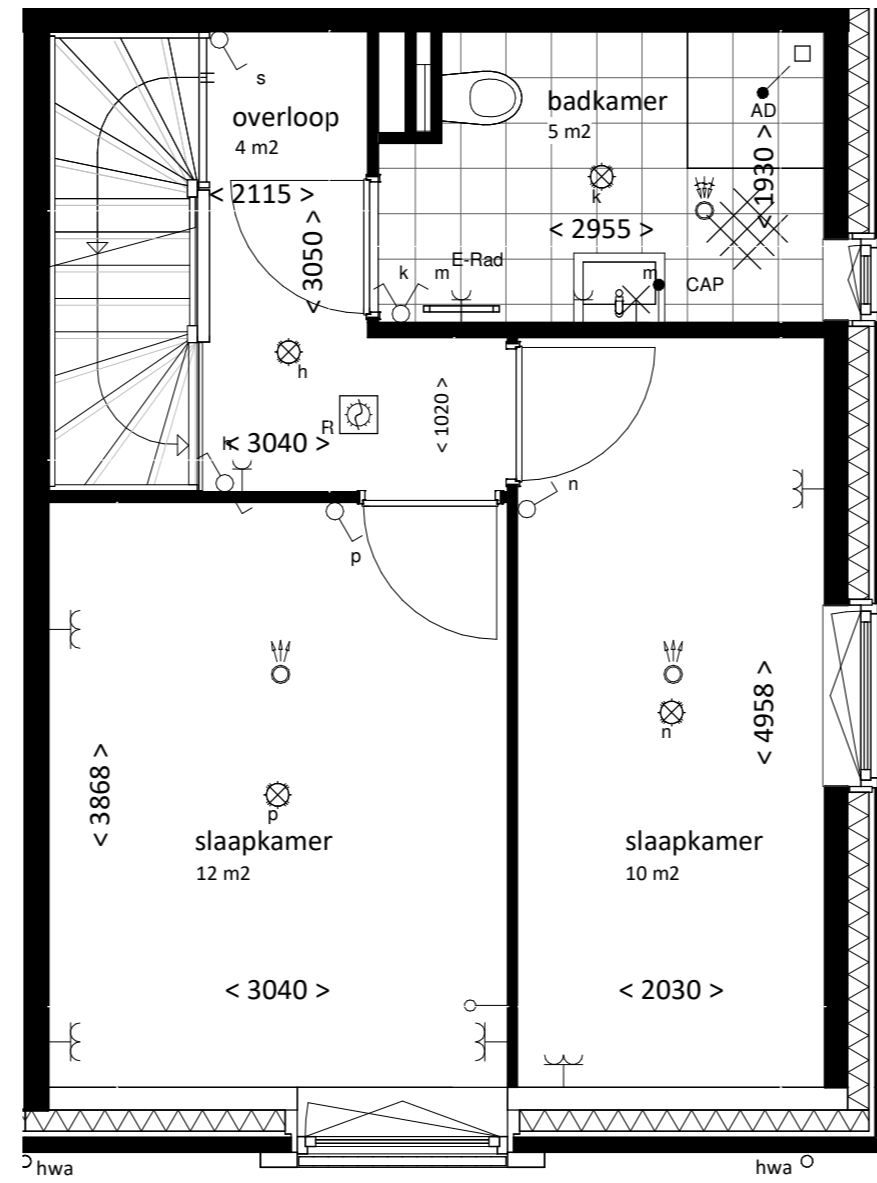 s
overloop
4 m2
badkamer
5 m2
AD
< 1930 >
k
< 2115 >
< 3050 >
< 2955 >
E-Rad
k
m
m
CAP
h
R
< 1020 >
< 3040 >
n
p
n
< 4958 >
< 3868 >
p
slaapkamer
12 m2
slaapkamer
10 m2
< 3040 >
< 2030 >
hwa
hwa